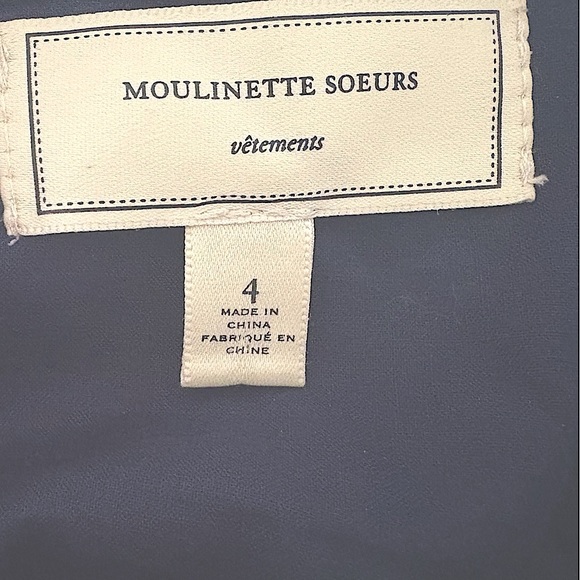 MOULINETTE SOEURS
vêtements
4
MADE IN
CHINA
FABRIQUÉ EN
CHINE